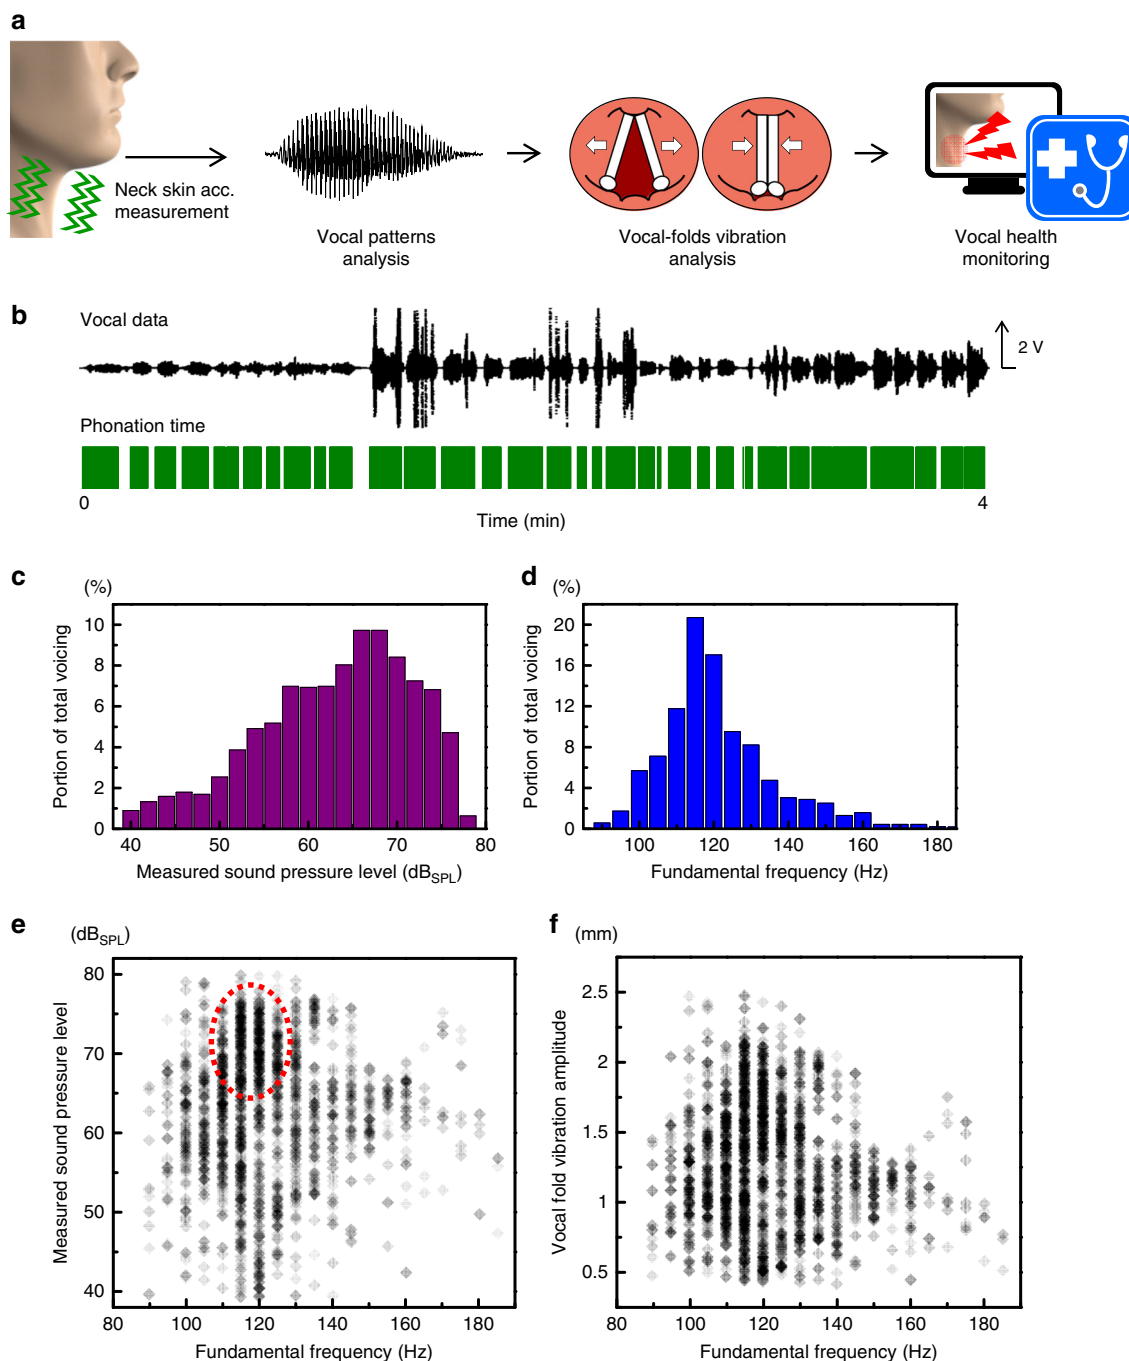 a
Neck skin acc.
measurement
Vocal patterns
analysis
Vocal-folds vibration
analysis
Vocal health
monitoring
b
Vocal data
2 V
Phonation time
0
4
Time (min)
c
(%)
Portion of total voicing
10
8
6
4
2
0
40
50
60
70
80
Measured sound pressure level (dBSPL)
d
(%)
Portion of total voicing
20
16
12
8
4
0
100
120
140
160
180
Fundamental frequency (Hz)
e
(dBSPL)
Measured sound pressure level
80
70
60
50
40
80
100
120
140
160
180
Fundamental frequency (Hz)
f
(mm)
Vocal fold vibration amplitude
2.5
2
1.5
1
0.5
80
100
120
140
160
180
Fundamental frequency (Hz)